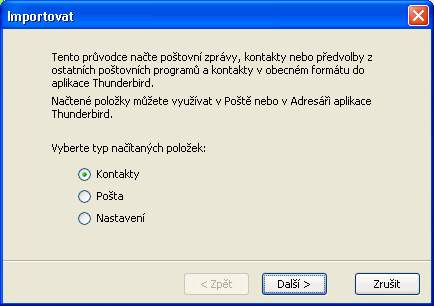 Importovat
Tento průvodce načte poštovní zprávy, kontakty nebo předvolby z
ostatních poštovních programů a kontakty v obecném formátu do
aplikace Thunderbird.
Načtené položky můžete využívat v Poště nebo v Adresáři aplikace
Thunderbird.
Vyberte typ načítaných položek:
Kontakty
Pošta
Nastavení
< Zpět
Další >
Zrušit